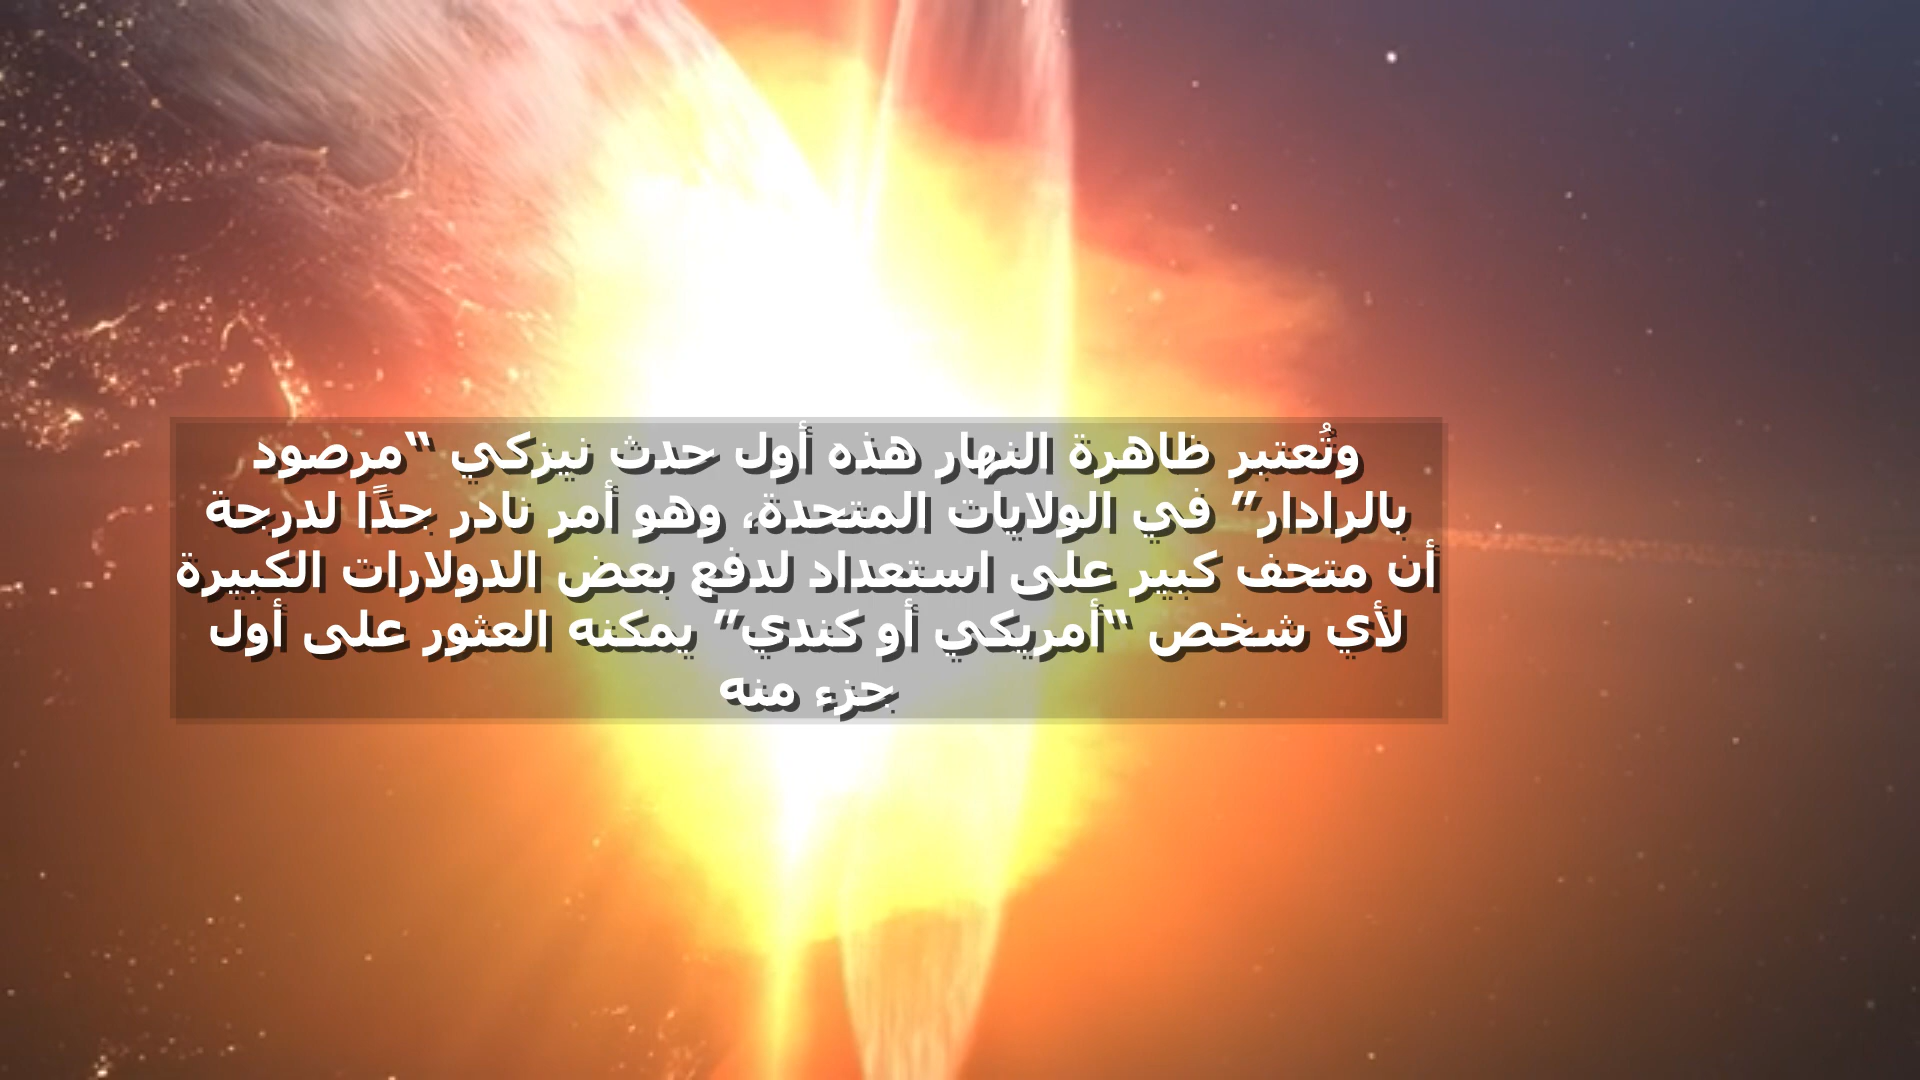 وتُعتبر ظاهرة النهار هذه أول حدث نيزكي “مرصود
بالرادار” في الولايات المتحدة، وهو أمر نادر جدًا لدرجة
أن متحف كبير على استعداد لدفع بعض الدولارات الكبيرة
لأي شخص “أمريكي أو كندي” يمكنه العثور على أول
جزء منه